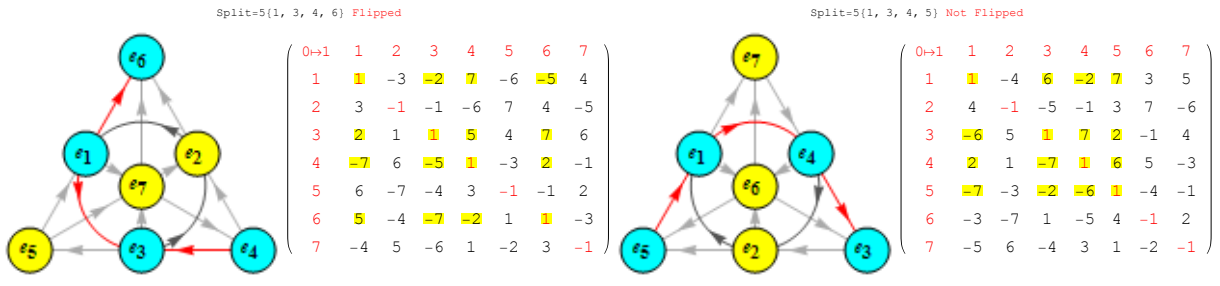 Split=5{1, 3, 4, 6} Flipped
e6
e1
e2
e7
e5
e3
e4
0↦1 1 2 3 4 5 6 7
1 1 -3 -2 7 -6 -5 4
2 3 -1 -1 -6 7 4 -5
3 2 1 1 5 4 7 6
4 -7 6 -5 1 -3 2 -1
5 6 -7 -4 3 -1 -1 2
6 5 -4 -7 -2 1 1 -3
7 -4 5 -6 1 -2 3 -1
Split=5{1, 3, 4, 5} Not Flipped
e7
e1
e4
e6
e5
e2
e3
0↦1 1 2 3 4 5 6 7
1 1 -4 6 -2 7 3 5
2 4 -1 -5 -1 3 7 -6
3 -6 5 1 7 2 -1 4
4 2 1 -7 1 6 5 -3
5 -7 -3 -2 -6 1 -4 -1
6 -3 -7 1 -5 4 -1 2
7 -5 6 -4 3 1 -2 -1